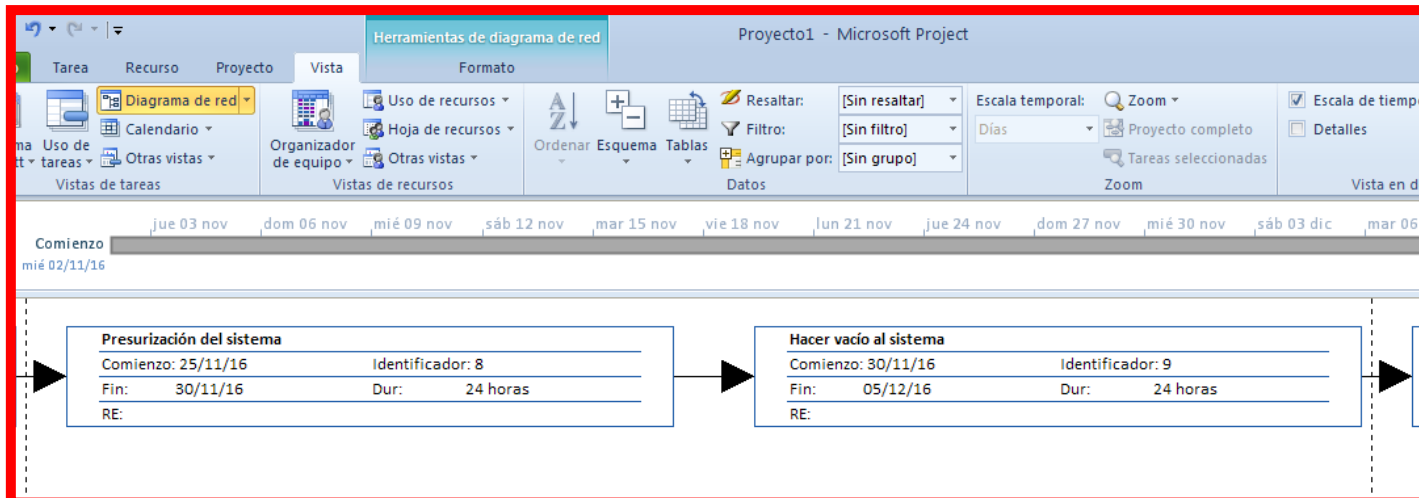 Herramientas de diagrama de red
Proyecto1 - Microsoft Project
Tarea Recurso Proyecto Vista Formato
Diagrama de red Uso de recursos Resaltar: [Sin resaltar] Escala temporal: Zoom Escala de tiempo
Calendario Hoja de recursos Filtro: [Sin filtro] Días Proyecto completo Detalles
Uso de tareas Otras vistas Organizador de equipo Otras vistas Ordenar Esquema Tablas Agrupar por: [Sin grupo] Tareas seleccionadas
Vistas de tareas Vistas de recursos Datos Zoom Vista en d
jue 03 nov dom 06 nov mié 09 nov sáb 12 nov mar 15 nov vie 18 nov lun 21 nov jue 24 nov dom 27 nov mié 30 nov sáb 03 dic mar 06
Comienzo
mié 02/11/16
Presurización del sistema
Comienzo: 25/11/16 Identificador: 8
Fin: 30/11/16 Dur: 24 horas
RE:
Hacer vacío al sistema
Comienzo: 30/11/16 Identificador: 9
Fin: 05/12/16 Dur: 24 horas
RE: